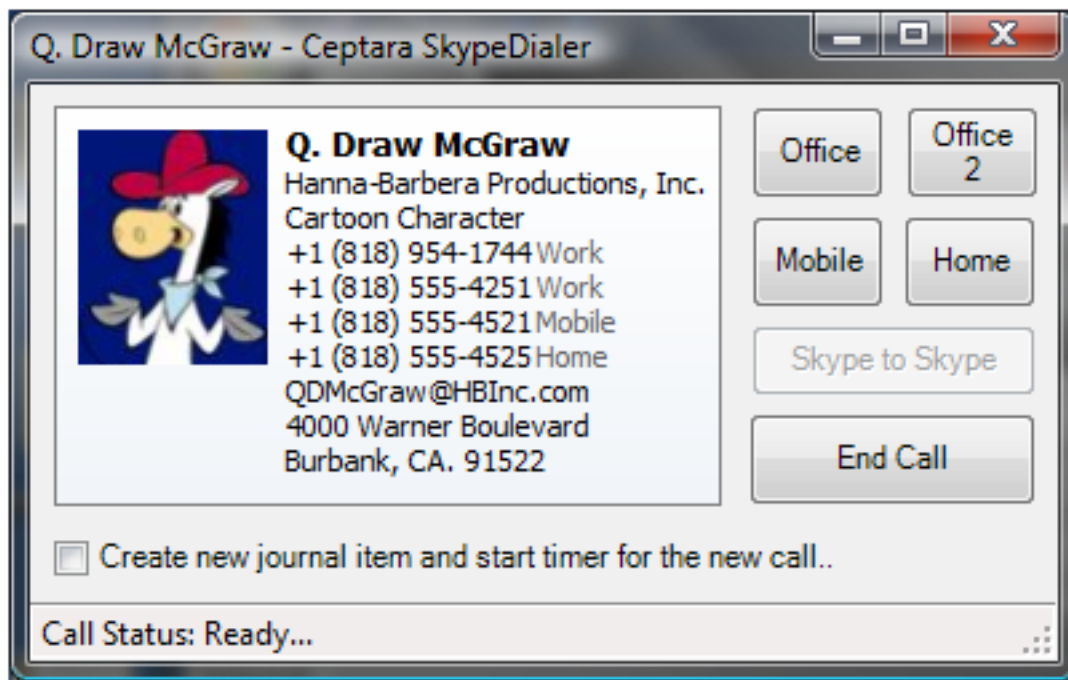 Q. Draw McGraw - Ceptara SkypeDialer
Q. Draw McGraw
Hanna-Barbera Productions, Inc.
Cartoon Character
+1 (818) 954-1744 Work
+1 (818) 555-4251 Work
+1 (818) 555-4521 Mobile
+1 (818) 555-4525 Home
QDMcGraw@HBInc.com
4000 Warner Boulevard
Burbank, CA. 91522
Office
Office
2
Mobile
Home
Skype to Skype
End Call
Create new journal item and start timer for the new call..
Call Status: Ready...